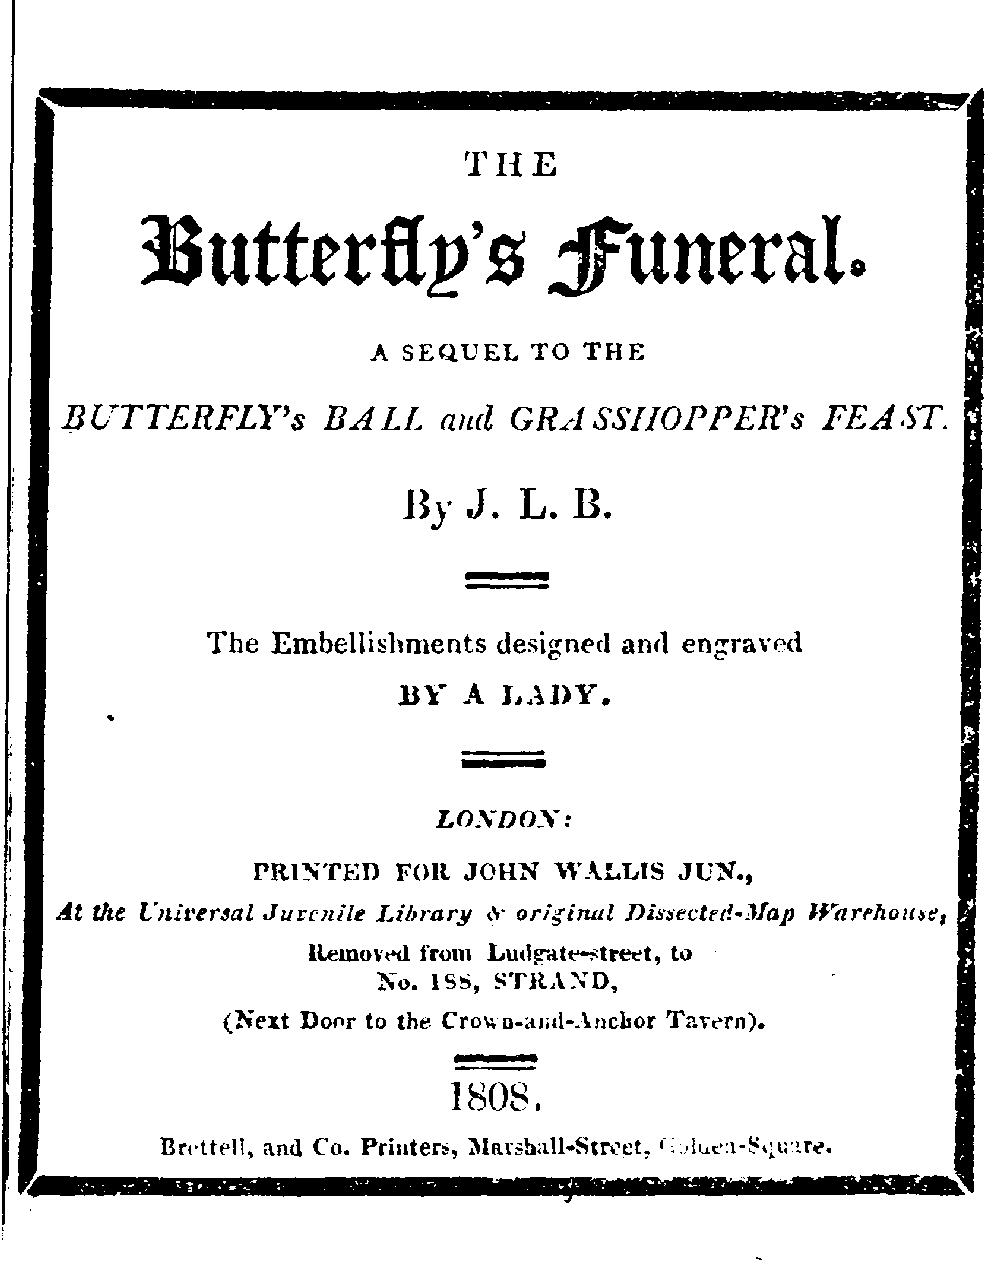 THE
Butterfly's Funeral.
A SEQUEL TO THE
BUTTERFLY's BALL and GRASSHOPPER's FEAST.
By J. L. B.
The Embellishments designed and engraved
BY A LADY.
LONDON:
PRINTED FOR JOHN WALLIS JUN.,
At the Universal Juvenile Library & original Dissected-Map Warehouse,
Removed from Ludgate-street, to
No. 188, STRAND,
(Next Door to the Crown-and-Anchor Tavern).
1808.
Brettell, and Co. Printers, Marshall-Street, Golden-Square.